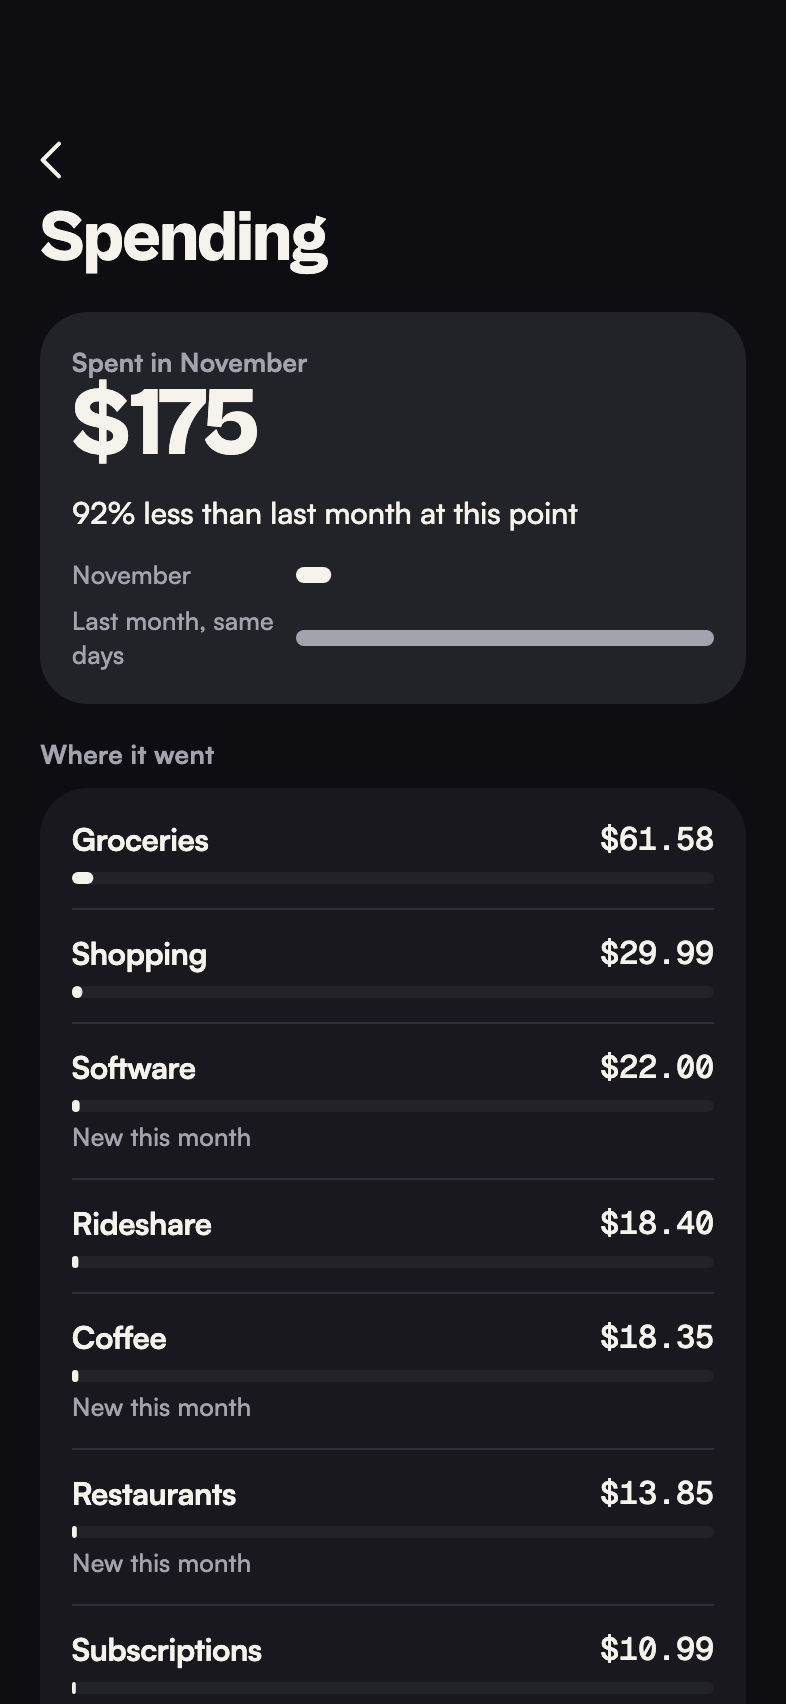 Spending
Spent in November
$175
92% less than last month at this point
November
Last month, same
days
Where it went
Groceries $61.58
Shopping $29.99
Software $22.00
New this month
Rideshare $18.40
Coffee $18.35
New this month
Restaurants $13.85
New this month
Subscriptions $10.99